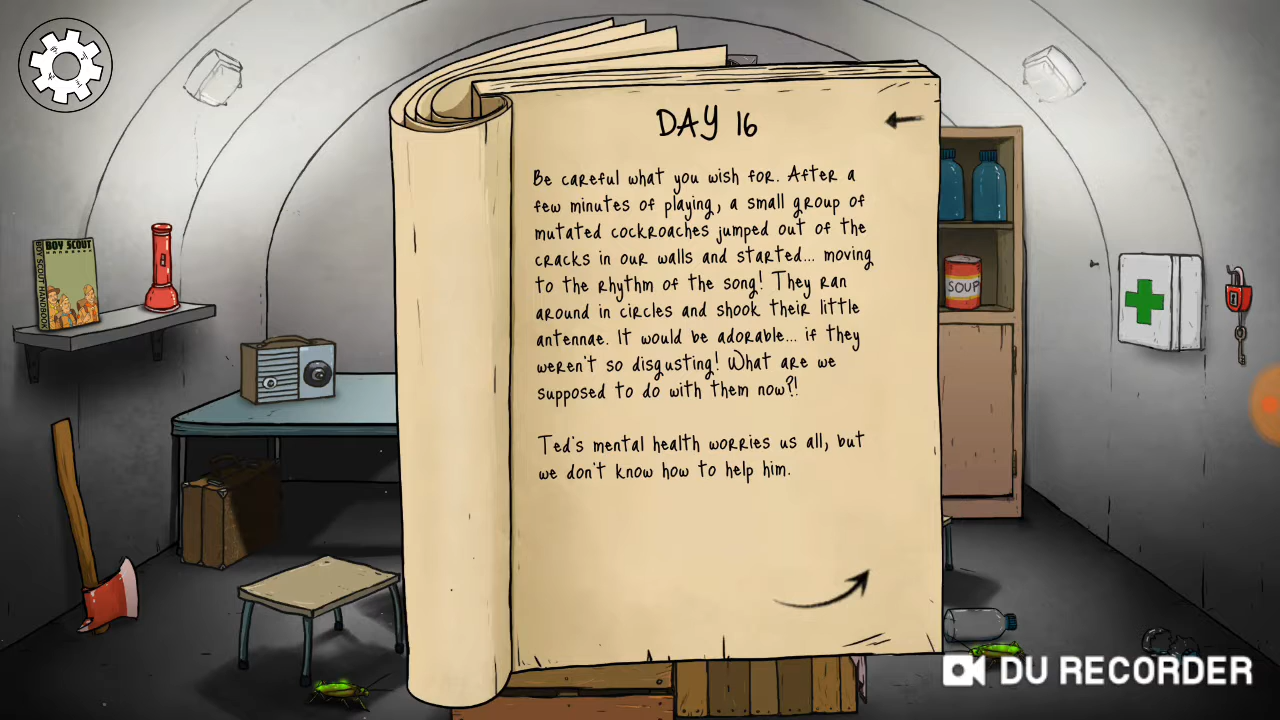 DAY 16
Be careful what you wish for. After a
few minutes of playing, a small group of
mutated cockroaches jumped out of the
cracks in our walls and started... moving
to the rhythm of the song! They ran
around in circles and shook their little
antennae. It would be adorable... if they
weren't so disgusting! What are we
supposed to do with them now?!
Ted's mental health worries us all, but
we don't know how to help him.
BOY SCOUT
BOY SCOUT HANDBOOK
SOUP
DU RECORDER